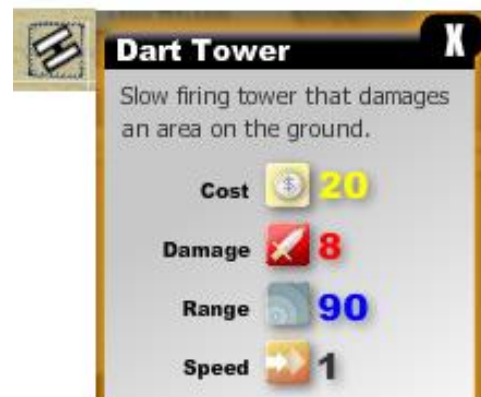 Dart Tower X
Slow firing tower that damages
an area on the ground.
Cost $ 20
Damage 8
Range 90
Speed 1